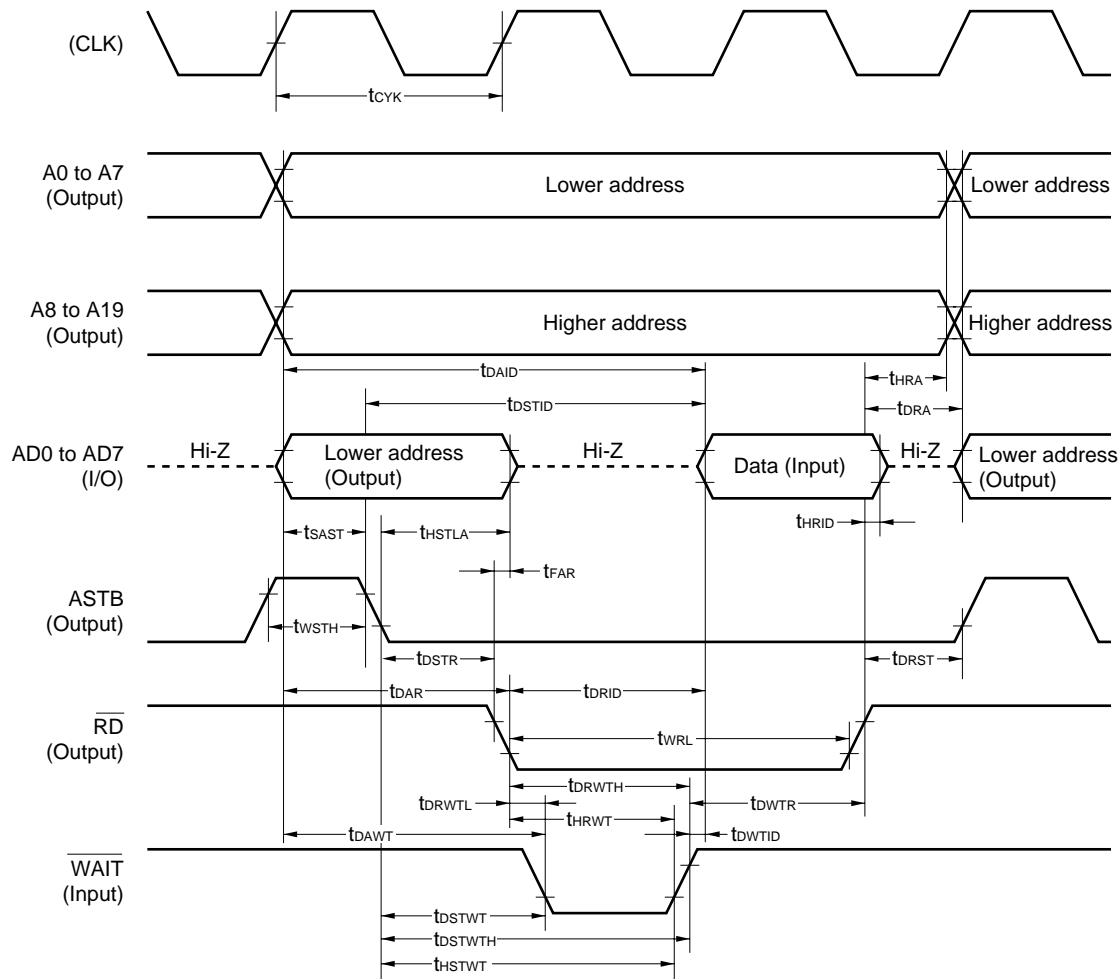 (CLK)
tCYK
A0 to A7
(Output)
Lower address
Lower address
A8 to A19
(Output)
Higher address
Higher address
tDAID
tHRA
tDSTID
tDRA
AD0 to AD7
(I/O)
Hi-Z
Lower address
(Output)
Hi-Z
Data (Input)
Hi-Z
Lower address
(Output)
tSAST
tHSTLA
tHRID
tFAR
ASTB
(Output)
tWSTH
tDSTR
tDRST
tDAR
tDRID
RD
(Output)
tWRL
tDRWTH
tDRWTL
tDWTR
tHRWT
tDAWT
tDWTID
WAIT
(Input)
tDSTWT
tDSTWTH
tHSTWT